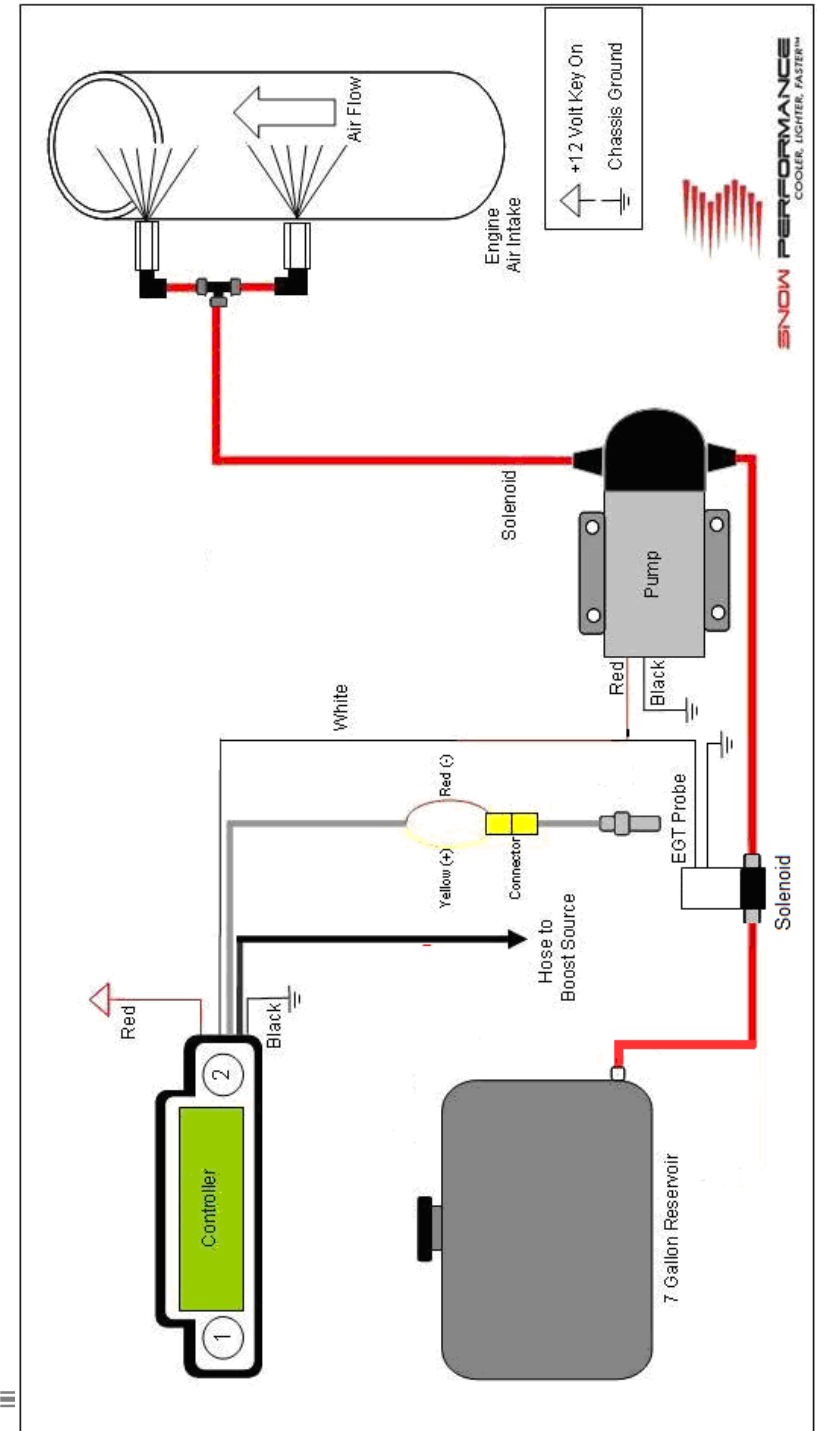 Controller
1
2
Red
Black
White
Hose to
Boost Source
Yellow (+)
Red (-)
Connector
EGT Probe
Red
Black
Pump
Solenoid
Solenoid
7 Gallon Reservoir
Air Flow
Engine
Air Intake
+12 Volt Key On
Chassis Ground
SNOW PERFORMANCE
COOLER, LIGHTER, FASTER™